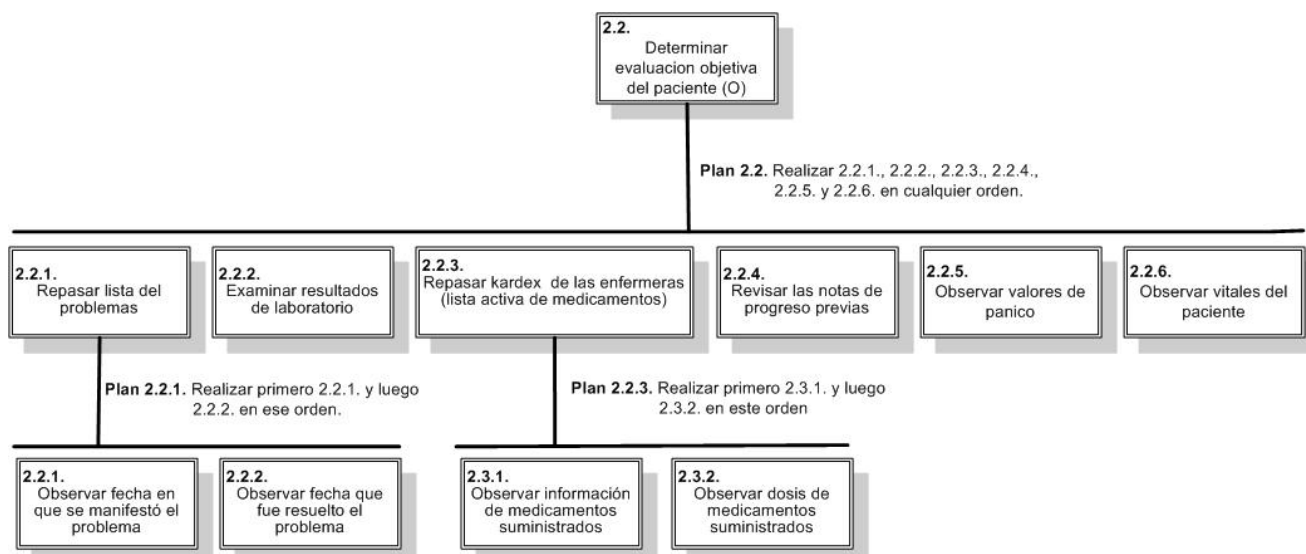 2.2.
Determinar
evaluacion objetiva
del paciente (O)
Plan 2.2. Realizar 2.2.1., 2.2.2., 2.2.3., 2.2.4.,
2.2.5. y 2.2.6. en cualquier orden.
2.2.1.
Repasar lista del
problemas
2.2.2.
Examinar resultados
de laboratorio
2.2.3.
Repasar kardex de las enfermeras
(lista activa de medicamentos)
2.2.4.
Revisar las notas de
progreso previas
2.2.5.
Observar valores de
panico
2.2.6.
Observar vitales del
paciente
Plan 2.2.1. Realizar primero 2.2.1. y luego
2.2.2. en ese orden.
Plan 2.2.3. Realizar primero 2.3.1. y luego
2.3.2. en este orden
2.2.1.
Observar fecha en
que se manifestó el
problema
2.2.2.
Observar fecha que
fue resuelto el
problema
2.3.1.
Observar información
de medicamentos
suministrados
2.3.2.
Observar dosis de
medicamentos
suministrados